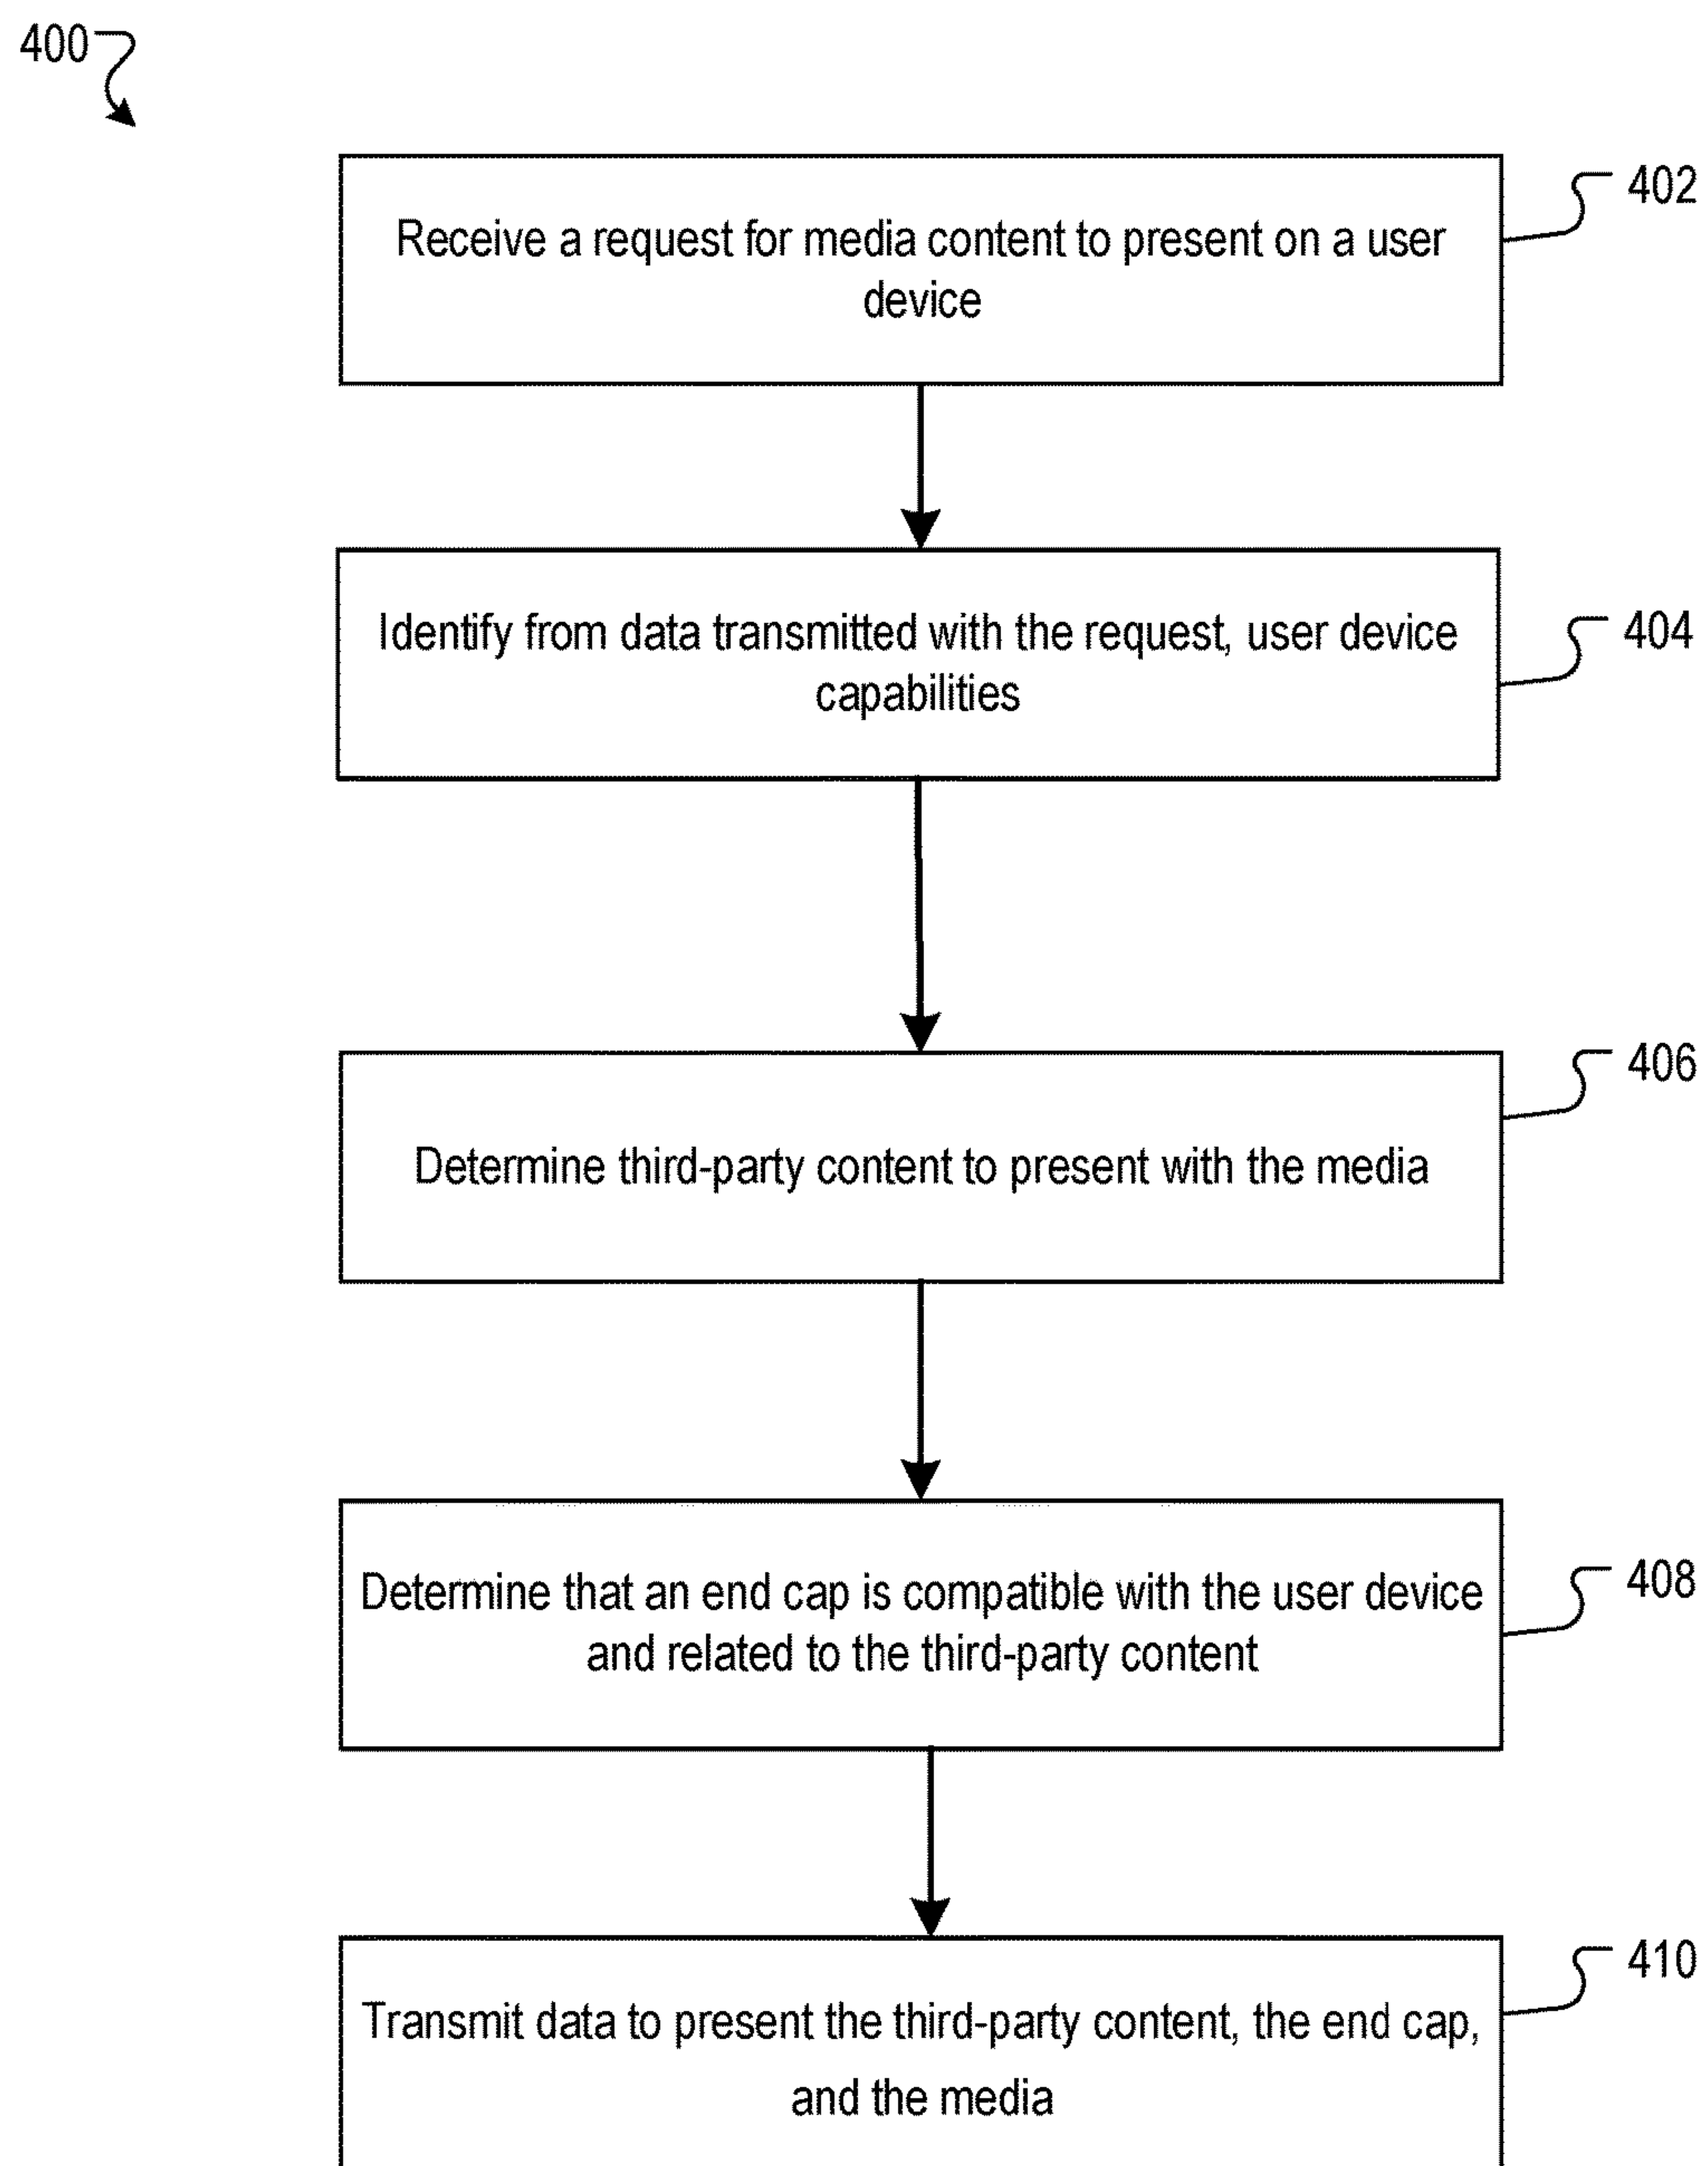 400
402
Receive a request for media content to present on a user
device
404
Identify from data transmitted with the request, user device
capabilities
406
Determine third-party content to present with the media
408
Determine that an end cap is compatible with the user device
and related to the third-party content
410
Transmit data to present the third-party content, the end cap,
and the media